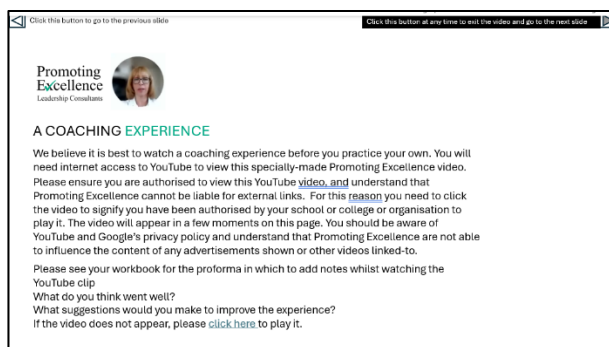 Click this button to go to the previous slide
Click this button at any time to exit the video and go to the next slide
Promoting
Excellence
Leadership Consultants
A COACHING EXPERIENCE
We believe it is best to watch a coaching experience before you practice your own. You will
need internet access to YouTube to view this specially-made Promoting Excellence video.
Please ensure you are authorised to view this YouTube video, and understand that
Promoting Excellence cannot be liable for external links. For this reason you need to click
the video to signify you have been authorised by your school or college or organisation to
play it. The video will appear in a few moments on this page. You should be aware of
YouTube and Google's privacy policy and understand that Promoting Excellence are not able
to influence the content of any advertisements shown or other videos linked-to.
Please see your workbook for the proforma in which to add notes whilst watching the
YouTube clip
What do you think went well?
What suggestions would you make to improve the experience?
If the video does not appear, please click here to play it.